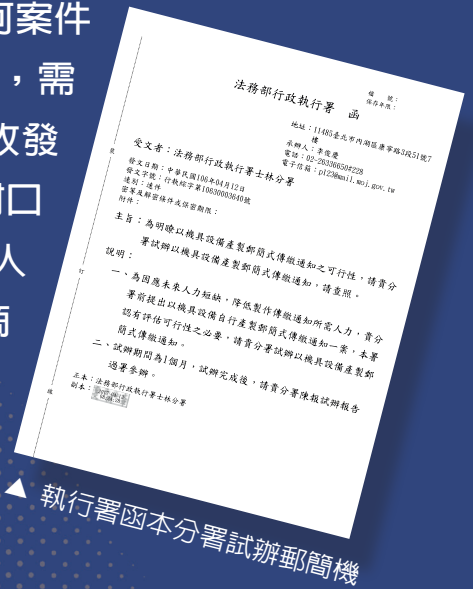 何案件
，需
收發
封口
人
商
法務部行政執行署　函
檔　號：
保存年限：
地址：11485臺北市內湖區康寧路3段51號7
樓
承辦人：李俊慶
電話：02-26336650#228
電子信箱：p123@mail.moj.gov.tw
受文者：法務部行政執行署士林分署
發文日期：中華民國106年04月12日
發文字號：行執綜字第10630003640號
速別：速件
密等及解密條件或保密期限：
附件：
主旨：為明瞭以機具設備產製郵簡式傳繳通知之可行性，請貴分
署試辦以機具設備產製郵簡式傳繳通知，請查照。
說明：
一、為因應未來人力短缺，降低製作傳繳通知所需人力，貴分
署前提出以機具設備自行產製郵簡式傳繳通知一案，本署
認有評估可行性之必要，請貴分署試辦以機具設備產製郵
簡式傳繳通知。
二、試辦期間為1個月，試辦完成後，請貴分署陳報試辦報告
過署參辦。
正本：法務部行政執行署士林分署
副本：
裝
訂
線
▲ 執行署函本分署試辦郵簡機